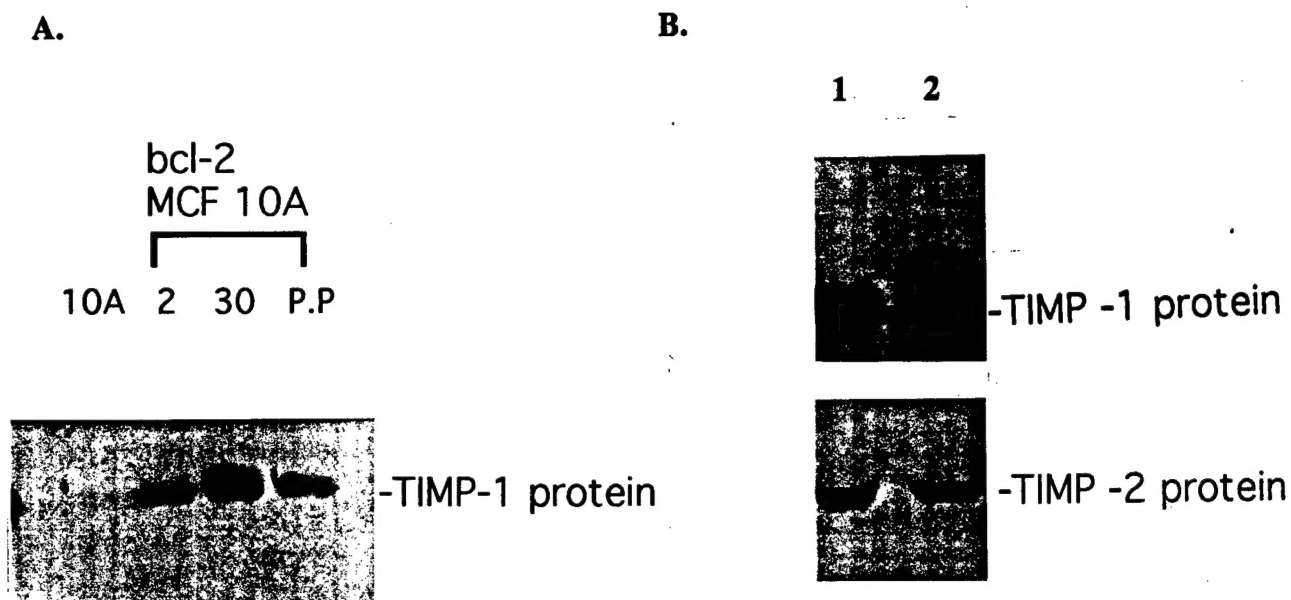 A.
bcl-2
MCF 10A
10A 2 30 P.P
-TIMP-1 protein
B.
1 2
-TIMP -1 protein
-TIMP -2 protein